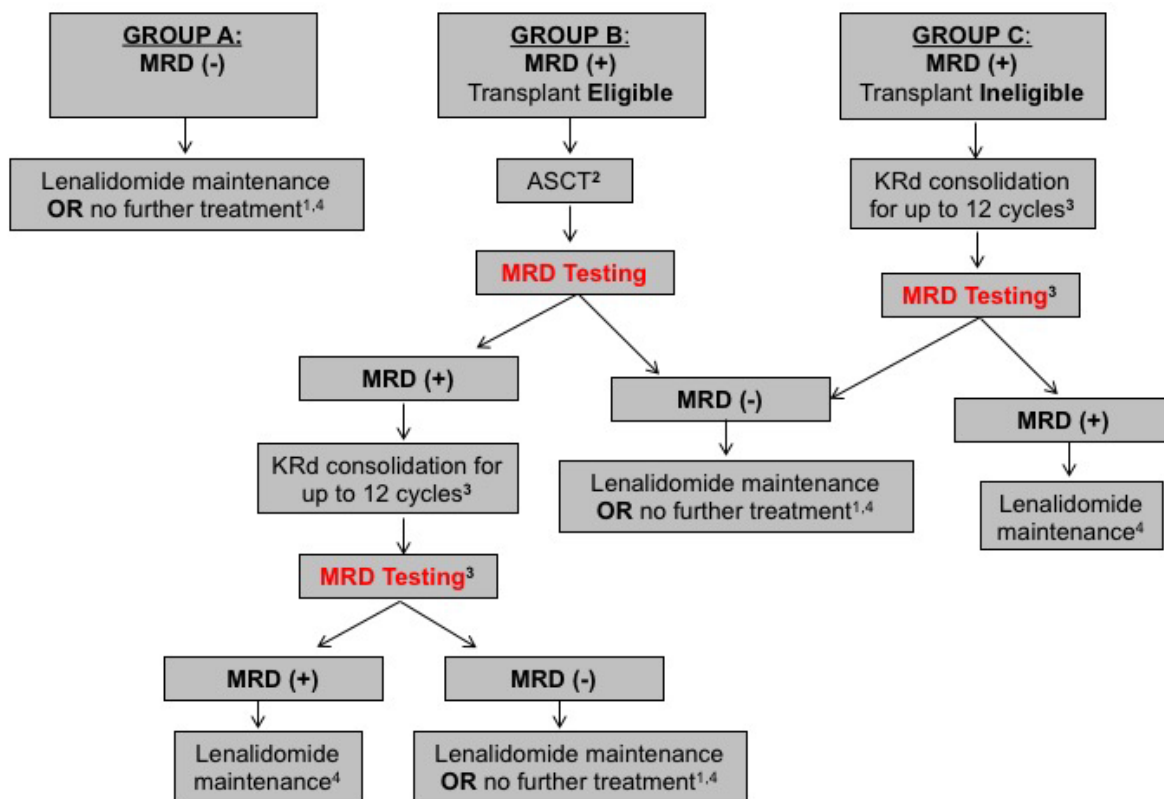 GROUP A:
MRD (-)
GROUP B:
MRD (+)
Transplant Eligible
GROUP C:
MRD (+)
Transplant Ineligible
Lenalidomide maintenance
OR no further treatment¹,⁴
ASCT²
KRd consolidation
for up to 12 cycles³
MRD Testing
MRD Testing³
MRD (+)
MRD (-)
MRD (+)
KRd consolidation for
up to 12 cycles³
Lenalidomide maintenance
OR no further treatment¹,⁴
Lenalidomide
maintenance⁴
MRD Testing³
MRD (+)
MRD (-)
Lenalidomide
maintenance⁴
Lenalidomide maintenance
OR no further treatment¹,⁴